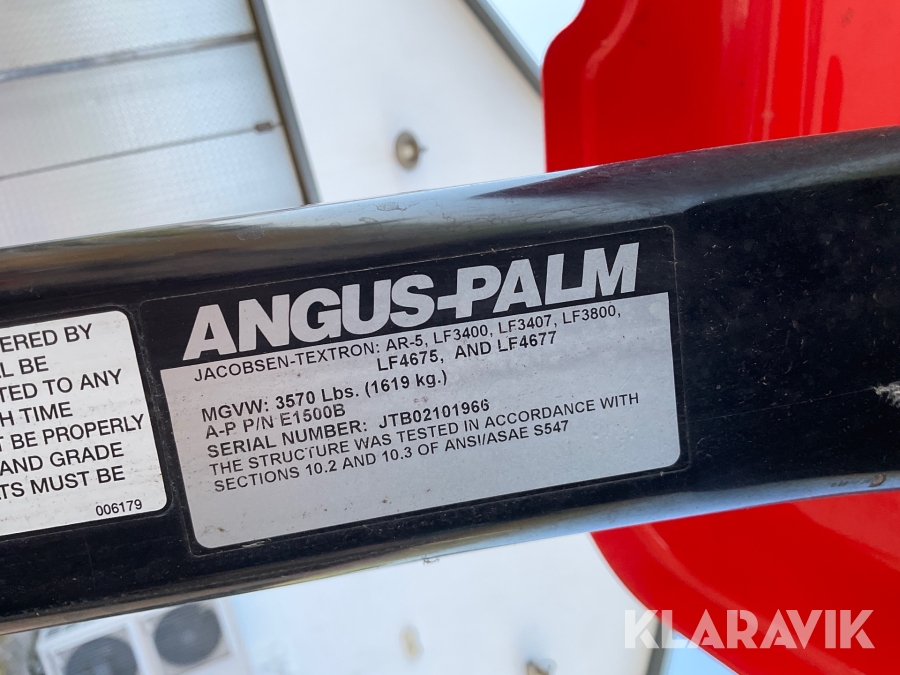 ERED BY
L BE
TED TO ANY
H TIME
T BE PROPERLY
AND GRADE
TS MUST BE
006179
ANGUS-PALM
JACOBSEN-TEXTRON: AR-5, LF3400, LF3407, LF3800,
LF4675, AND LF4677
MGVW: 3570 Lbs. (1619 kg.)
A-P P/N E1500B
SERIAL NUMBER: JTB02101966
THE STRUCTURE WAS TESTED IN ACCORDANCE WITH
SECTIONS 10.2 AND 10.3 OF ANSI/ASAE S547
KLARAVIK